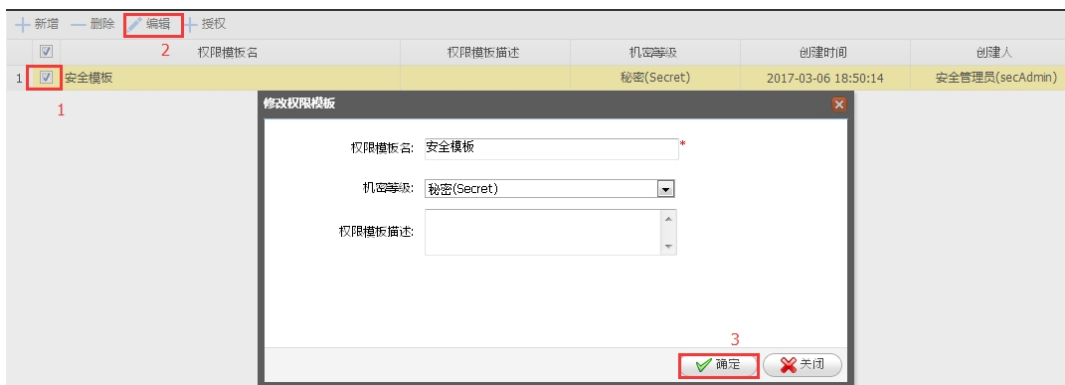 新增 删除 编辑 授权
2
权限模板名 权限模板描述 机密等级 创建时间 创建人
1 安全模板 秘密(Secret) 2017-03-06 18:50:14 安全管理员(secAdmin)
1
修改权限模板
权限模板名: 安全模板 *
机密等级: 秘密(Secret)
权限模板描述:
3
确定 关闭